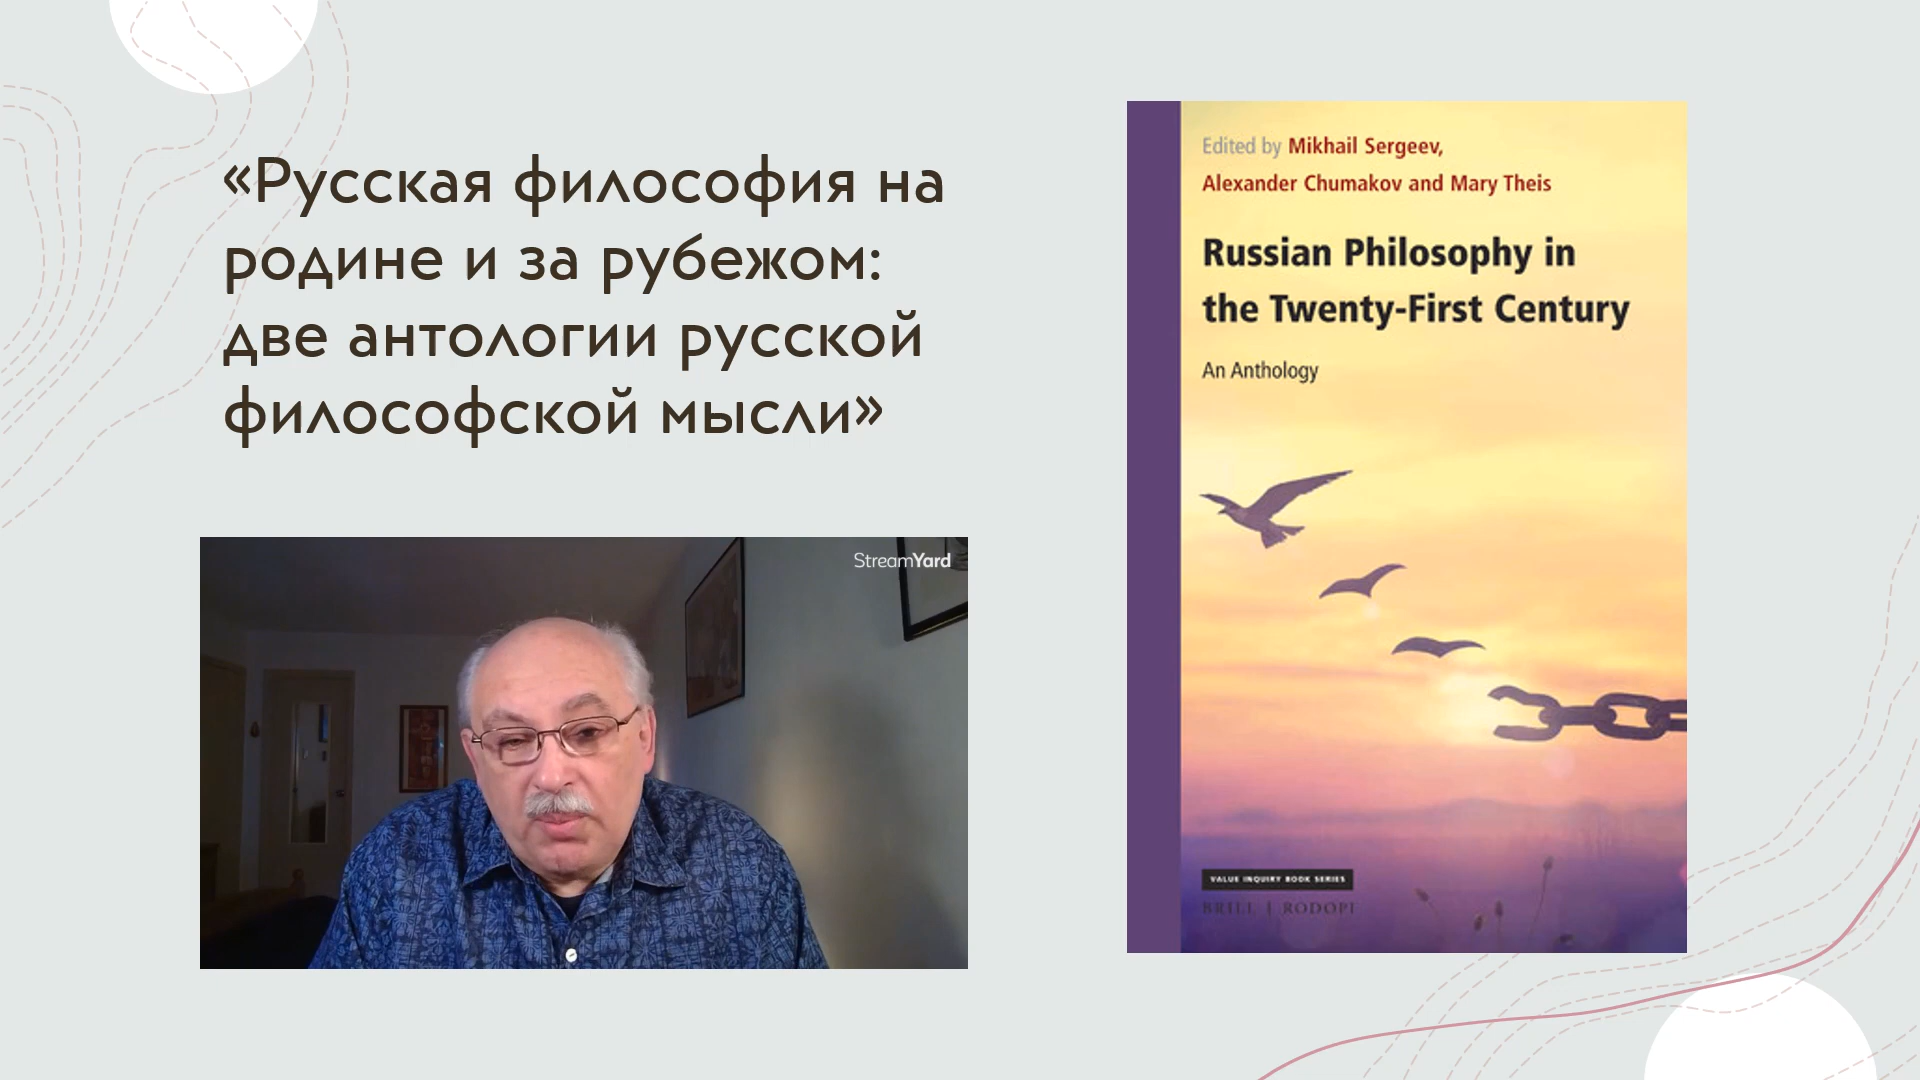 «Русская философия на
родине и за рубежом:
две антологии русской
философской мысли»
StreamYard
Edited by Mikhail Sergeev,
Alexander Chumakov and Mary Theis
Russian Philosophy in
the Twenty-First Century
An Anthology
VALUE INQUIRY BOOK SERIES
BRILL | RODOPI